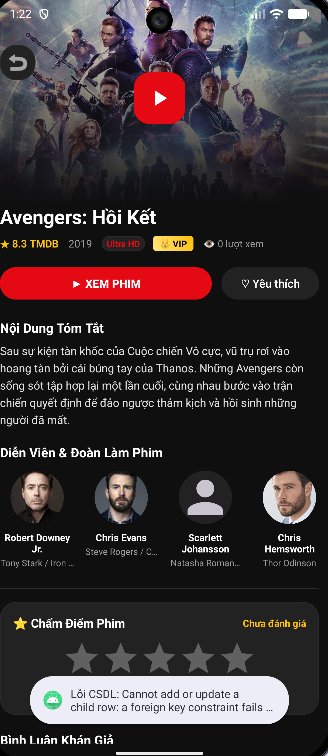 1:22
Avengers: Hồi Kết
★ 8.3 TMDB 2019 Ultra HD 👑 VIP 👁 0 lượt xem
► XEM PHIM
♡ Yêu thích
Nội Dung Tóm Tắt
Sau sự kiện tàn khốc của Cuộc chiến Vô cực, vũ trụ rơi vào
hoang tàn bởi cái búng tay của Thanos. Những Avengers còn
sống sót tập hợp lại một lần cuối, cùng nhau bước vào trận
chiến quyết định để đảo ngược thảm kịch và hồi sinh những
người đã mất.
Diễn Viên & Đoàn Làm Phim
Robert Downey
Jr.
Tony Stark / Iron ...
Chris Evans
Steve Rogers / C...
Scarlett
Johansson
Natasha Roman...
Chris
Hemsworth
Thor Odinson
⭐ Chấm Điểm Phim
Chưa đánh giá
Lỗi CSDL: Cannot add or update a
child row: a foreign key constraint fails ...
Bình Luận Khán Giả